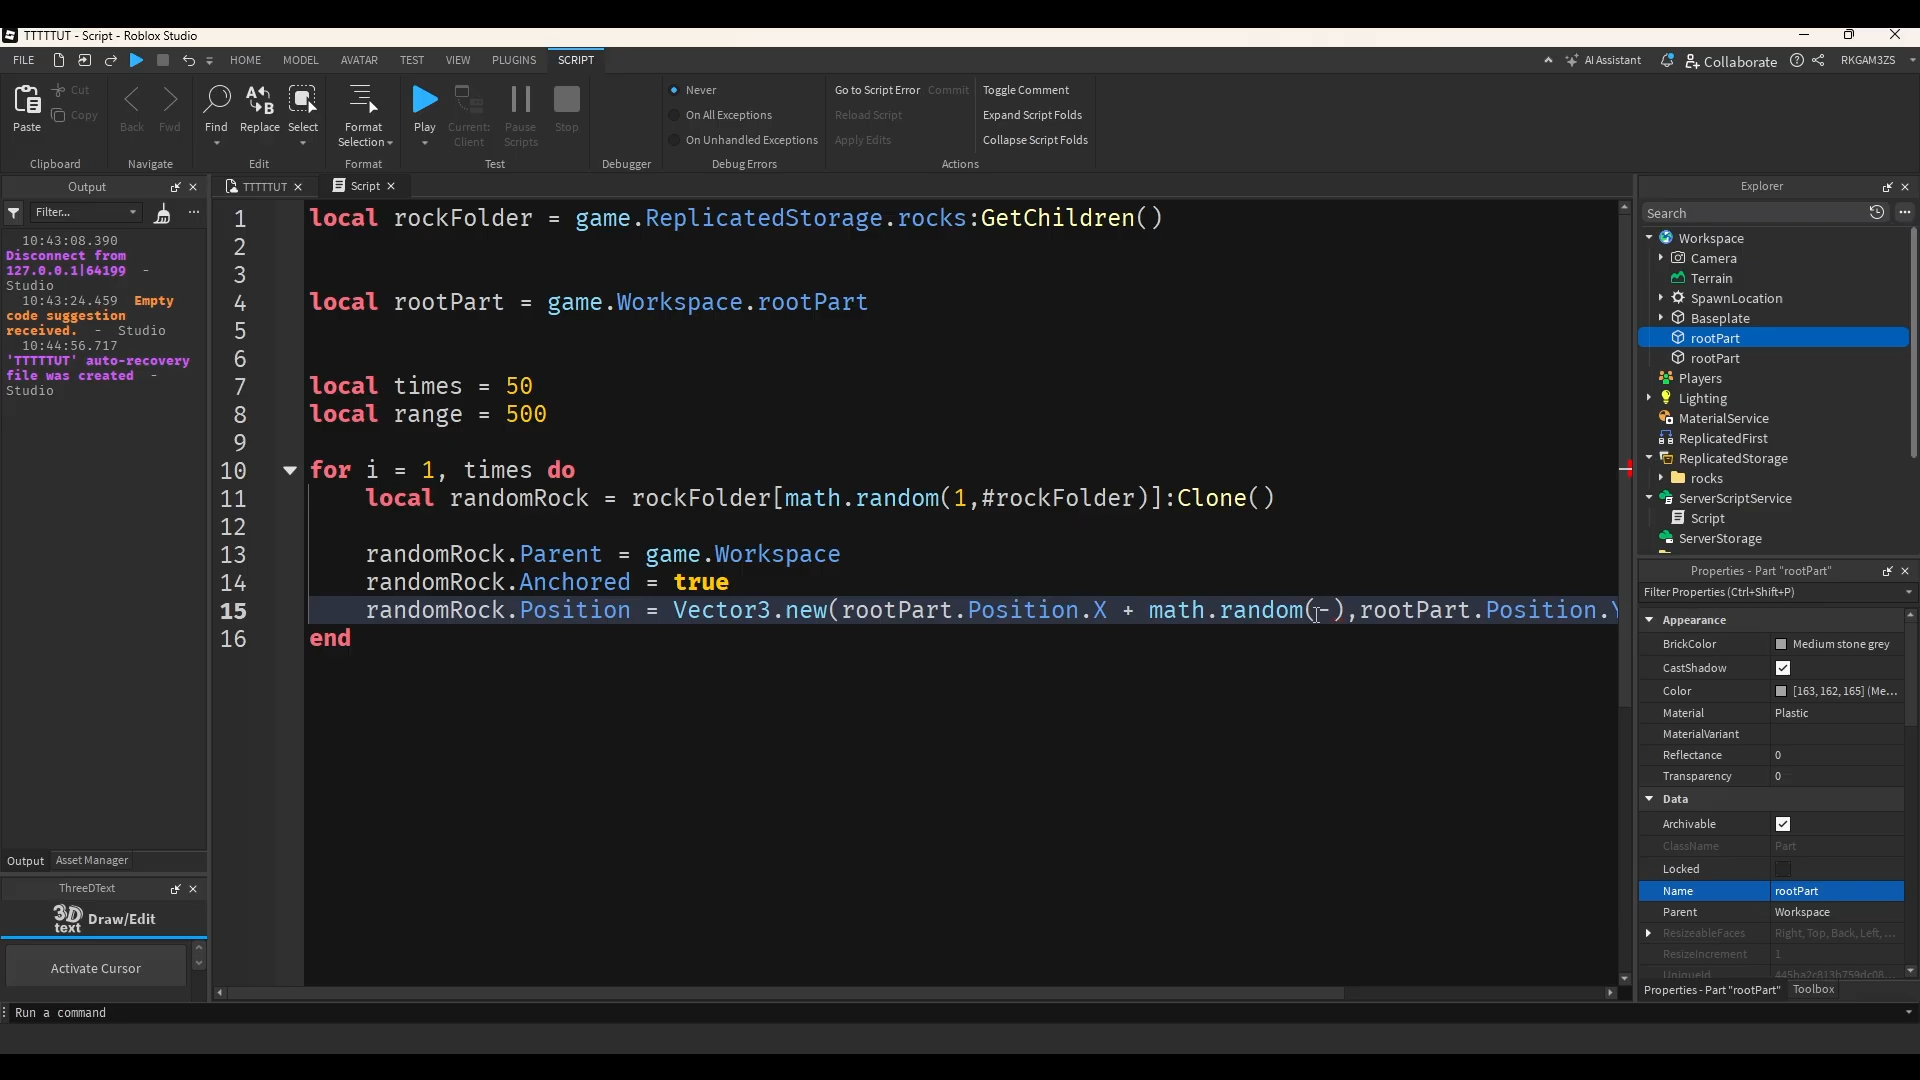 TTTTTUT - Script - Roblox Studio
FILE HOME MODEL AVATAR TEST VIEW PLUGINS SCRIPT AI Assistant Collaborate RKGAM3ZS
Paste Cut Copy
Clipboard
Back Fwd
Navigate
Find Replace Select
Edit
Format Selection
Format
Play Current: Client Pause Scripts Stop
Test
Debugger
Never
On All Exceptions
On Unhandled Exceptions
Debug Errors
Go to Script Error Commit
Reload Script
Apply Edits
Toggle Comment
Expand Script Folds
Collapse Script Folds
Actions
Output
Filter...
10:43:08.390
Disconnect from
127.0.0.1|64199 -
Studio
10:43:24.459 Empty
code suggestion
received. - Studio
10:44:56.717
'TTTTTUT' auto-recovery
file was created -
Studio
Output Asset Manager
ThreeDText
3D text Draw/Edit
Activate Cursor
TTTTTUT Script
1 local rockFolder = game.ReplicatedStorage.rocks:GetChildren()
2
3
4 local rootPart = game.Workspace.rootPart
5
6
7 local times = 50
8 local range = 500
9
10 for i = 1, times do
11 local randomRock = rockFolder[math.random(1,#rockFolder)]:Clone()
12
13 randomRock.Parent = game.Workspace
14 randomRock.Anchored = true
15 randomRock.Position = Vector3.new(rootPart.Position.X + math.random(-),rootPart.Position.Y
16 end
Explorer
Search
Workspace
Camera
Terrain
SpawnLocation
Baseplate
rootPart
rootPart
Players
Lighting
MaterialService
ReplicatedFirst
ReplicatedStorage
rocks
ServerScriptService
Script
ServerStorage
Properties - Part "rootPart"
Filter Properties (Ctrl+Shift+P)
Appearance
BrickColor Medium stone grey
CastShadow
Color [163, 162, 165] (Me...
Material Plastic
MaterialVariant
Reflectance 0
Transparency 0
Data
Archivable
ClassName Part
Locked
Name rootPart
Parent Workspace
ResizeableFaces Right, Top, Back, Left, ...
ResizeIncrement 1
UniqueId
Properties - Part "rootPart" Toolbox
Run a command